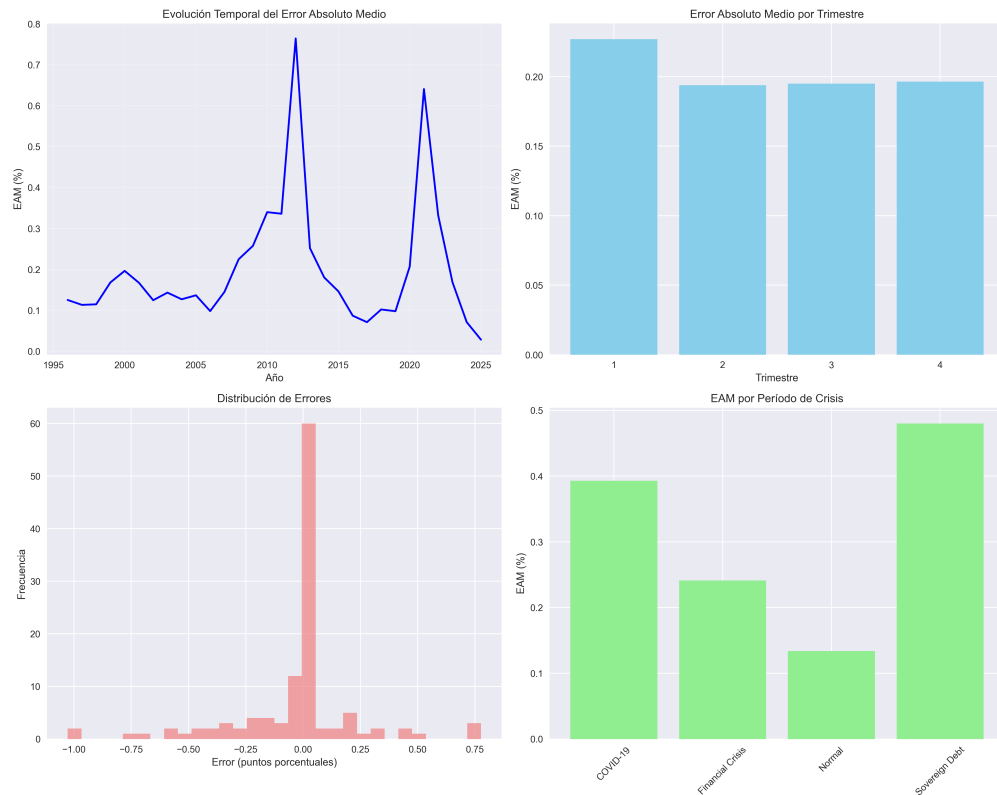 Evolución Temporal del Error Absoluto Medio
0.8
0.7
0.6
0.5
0.4
0.3
0.2
0.1
0.0
EAM (%)
1995 2000 2005 2010 2015 2020 2025
Año
Error Absoluto Medio por Trimestre
0.20
0.15
0.10
0.05
0.00
EAM (%)
1 2 3 4
Trimestre
Distribución de Errores
60
50
40
30
20
10
0
Frecuencia
−1.00 −0.75 −0.50 −0.25 0.00 0.25 0.50 0.75
Error (puntos porcentuales)
EAM por Período de Crisis
0.5
0.4
0.3
0.2
0.1
0.0
EAM (%)
COVID-19 Financial Crisis Normal Sovereign Debt